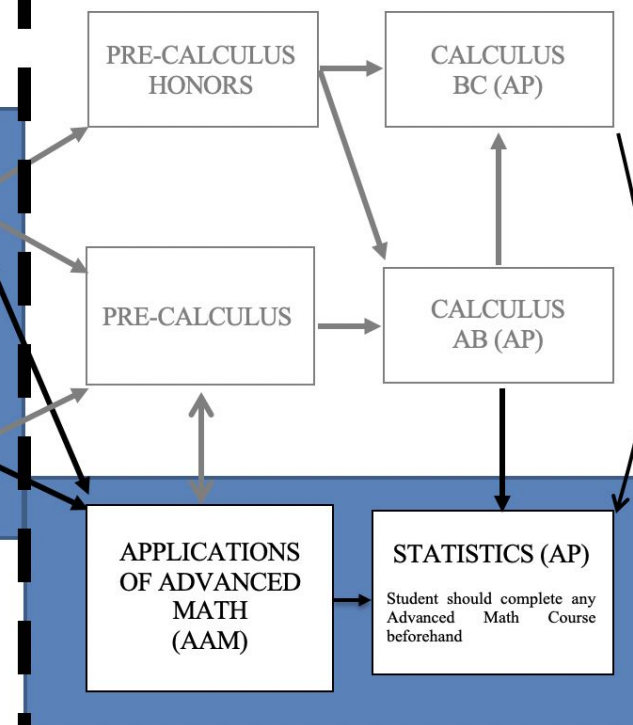 PRE-CALCULUS
HONORS
CALCULUS
BC (AP)
PRE-CALCULUS
CALCULUS
AB (AP)
APPLICATIONS
OF ADVANCED
MATH
(AAM)
STATISTICS (AP)
Student should complete any
Advanced Math Course
beforehand